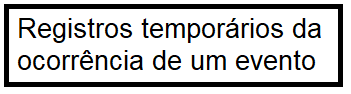 Registros temporários da
ocorrência de um evento